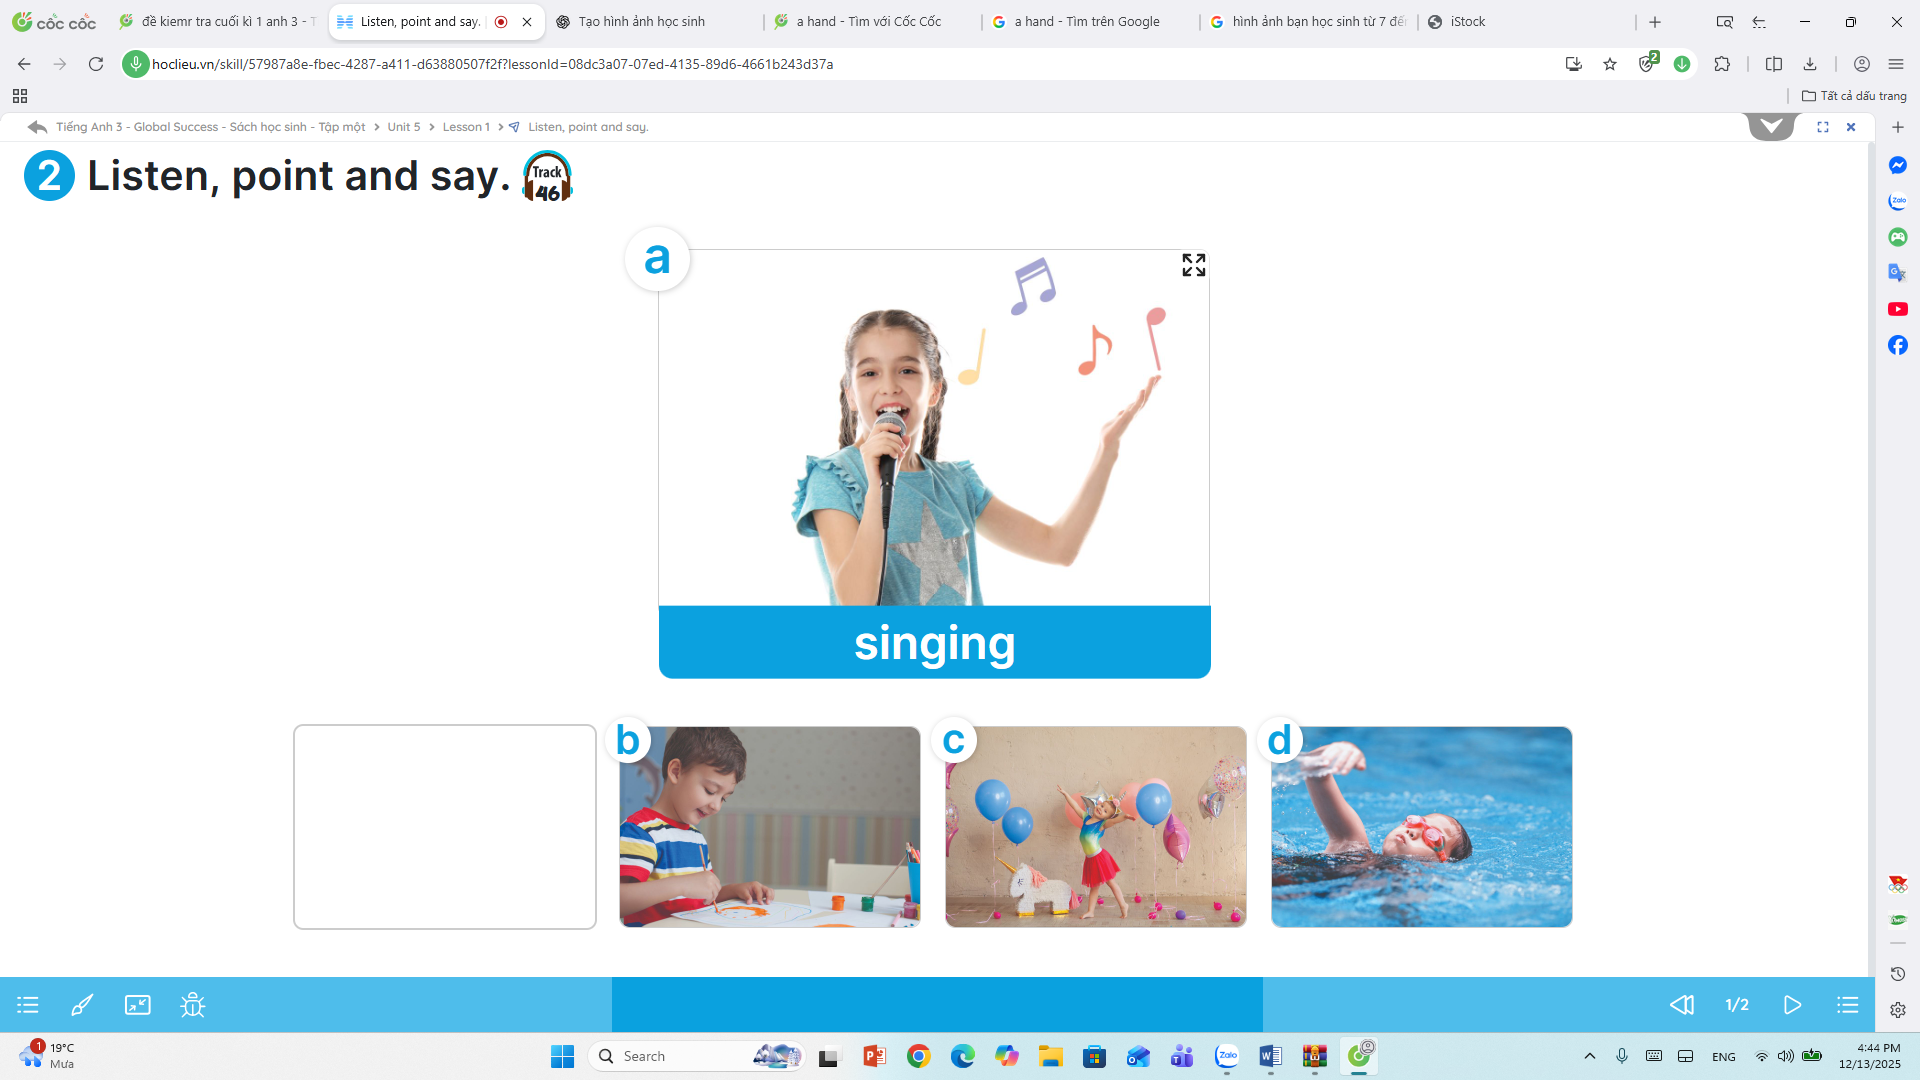 cốc cốc
đề kiemr tra cuối kì 1 anh 3 - T
Listen, point and say.
Tạo hình ảnh học sinh
a hand - Tìm với Cốc Cốc
a hand - Tìm trên Google
hình ảnh bạn học sinh từ 7 đế
iStock
hoclieu.vn/skill/57987a8e-fbec-4287-a411-d63880507f2f?lessonId=08dc3a07-07ed-4135-89d6-4661b243d37a
2
Tất cả dấu trang
Tiếng Anh 3 - Global Success - Sách học sinh - Tập một > Unit 5 > Lesson 1 > Listen, point and say.
2 Listen, point and say. Track 46
a
singing
b
c
d
1/2
Zalo
1
19°C
Mưa
Search
Zalo
ENG
4:44 PM
12/13/2025